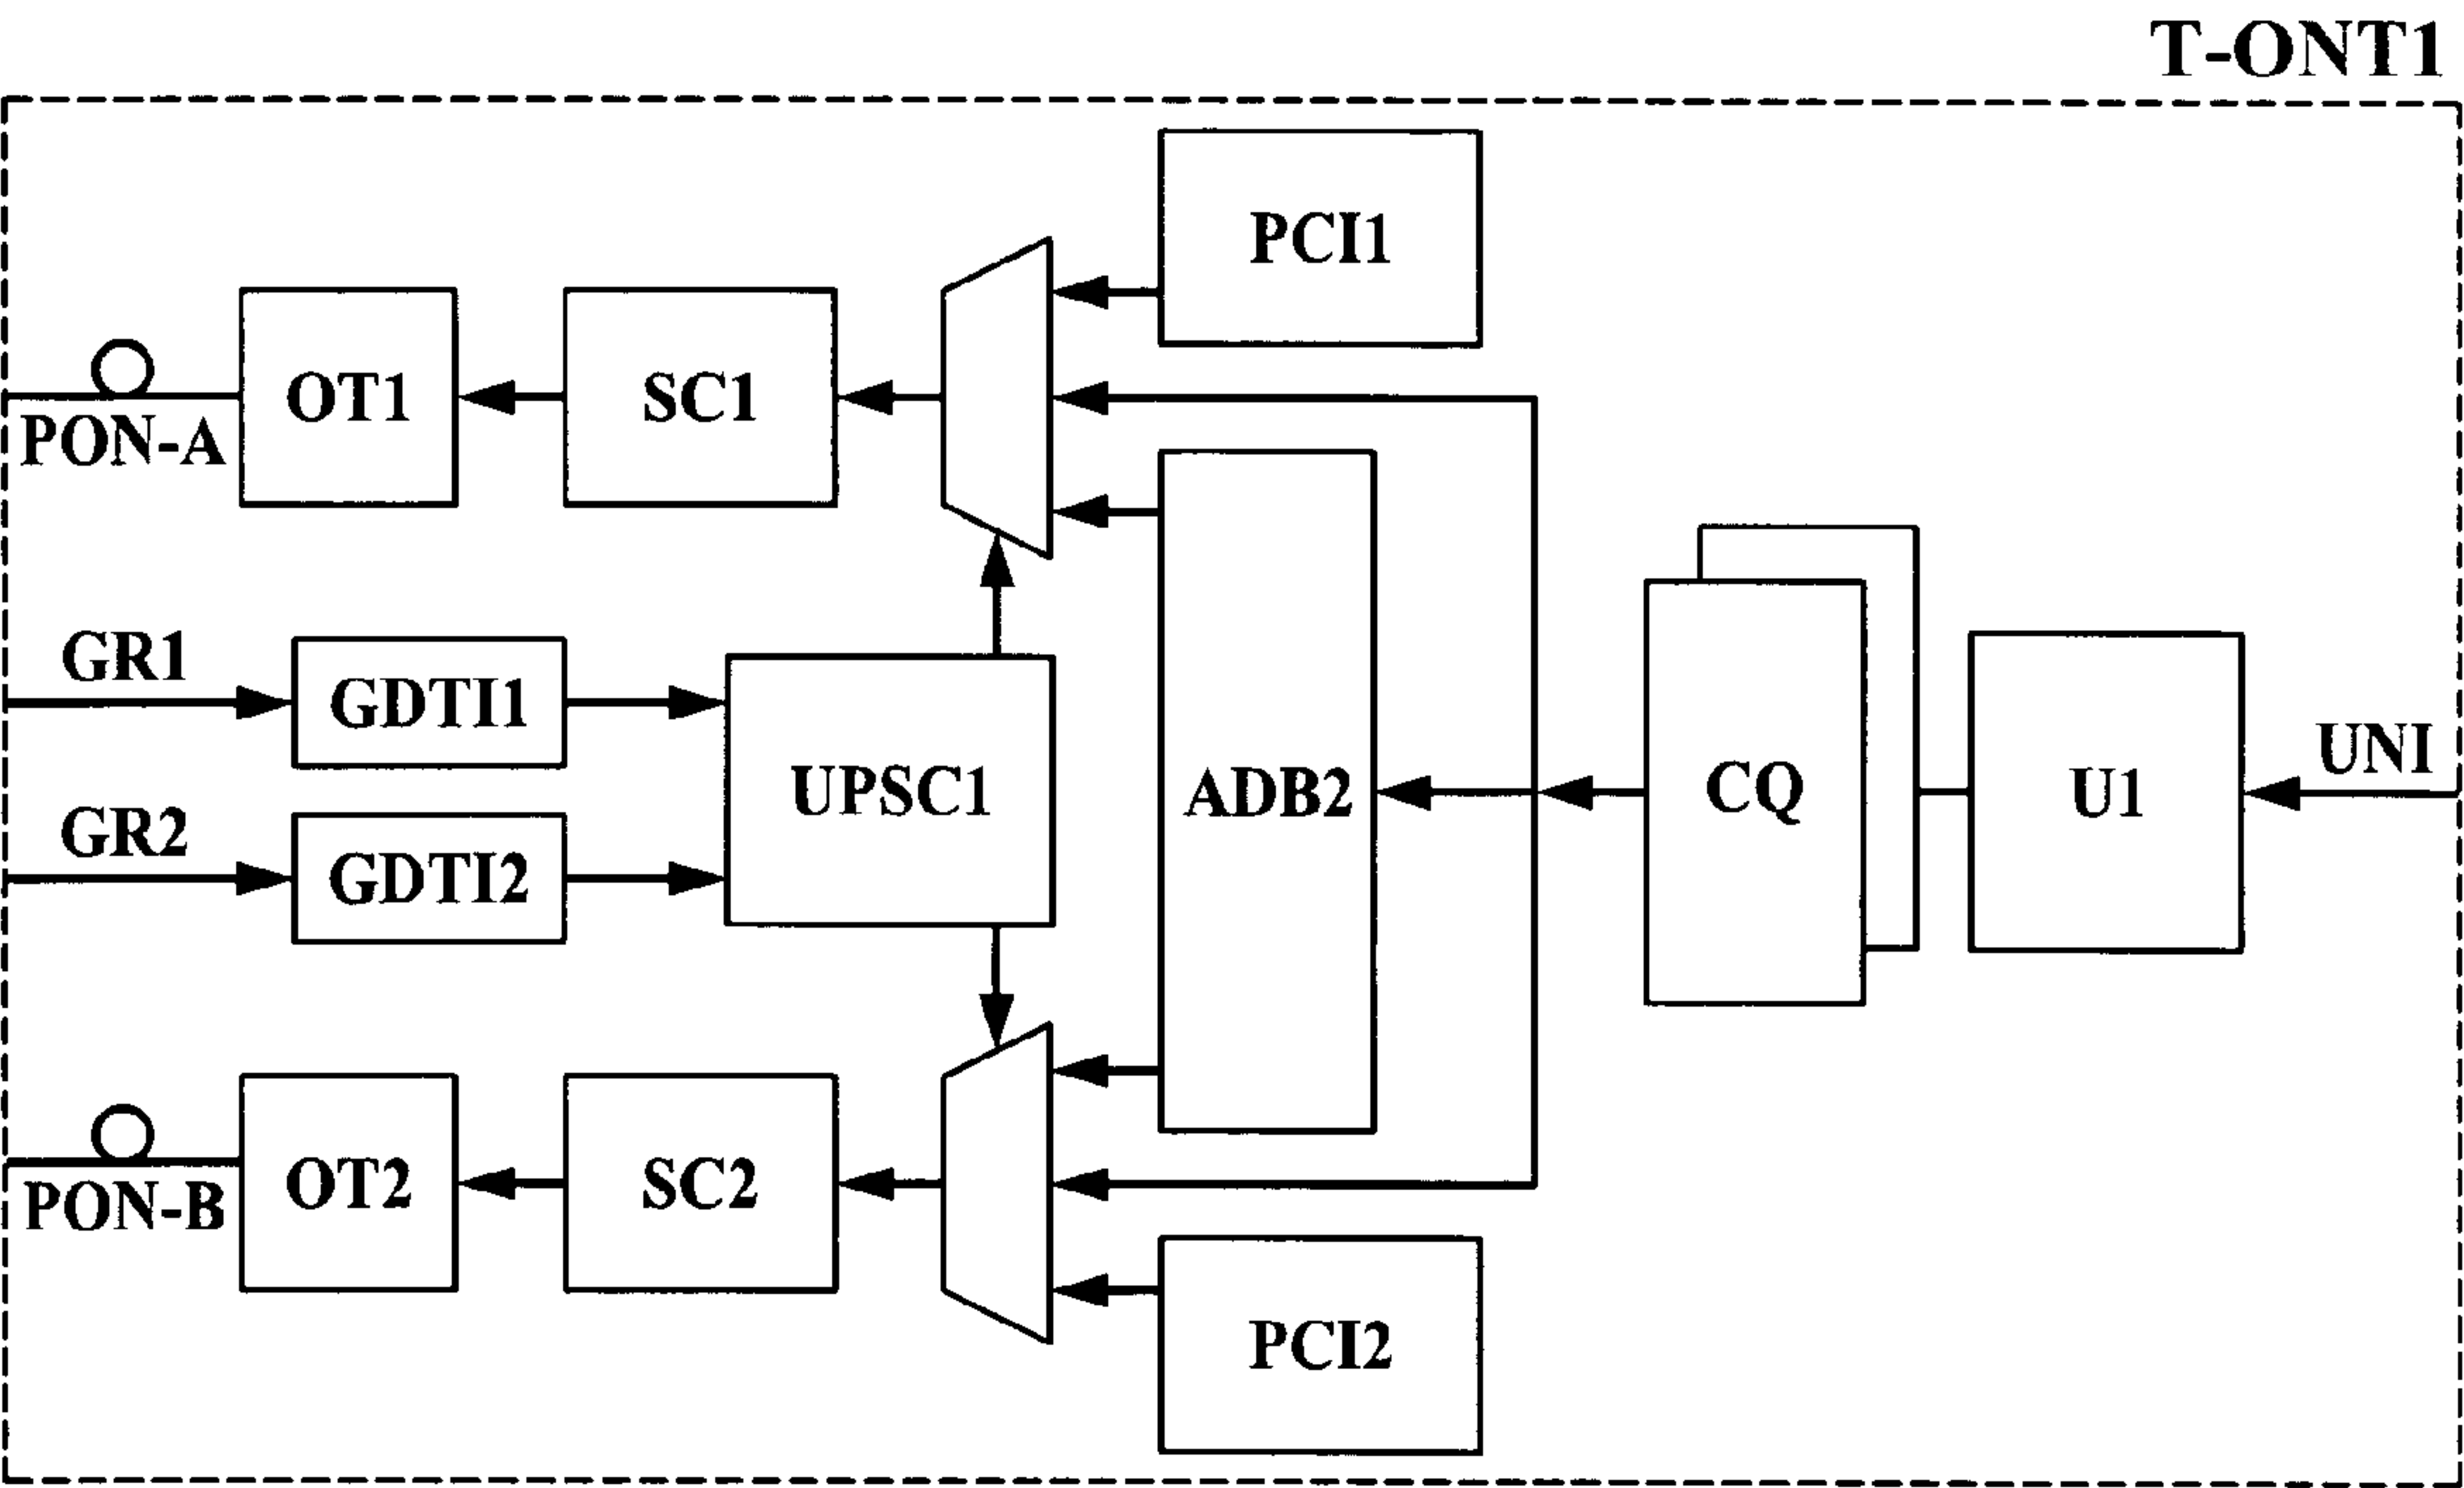 T-ONT1
PCI1
OT1
SC1
PON-A
GR1
GDTI1
UPSC1
ADB2
CQ
U1
UNI
GR2
GDTI2
OT2
SC2
PON-B
PCI2